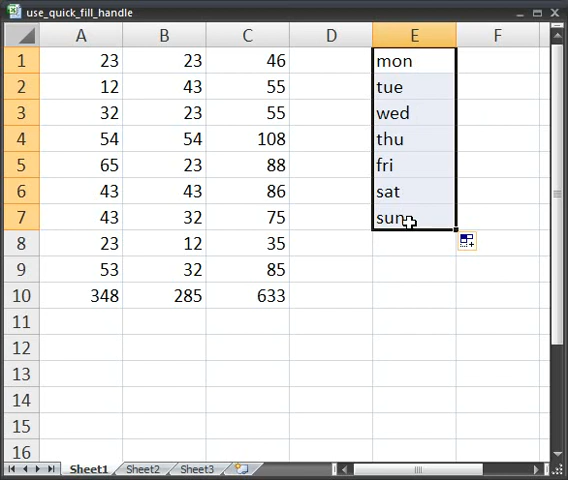 use_quick_fill_handle
A B C D E F
1 23 23 46 mon
2 12 43 55 tue
3 32 23 55 wed
4 54 54 108 thu
5 65 23 88 fri
6 43 43 86 sat
7 43 32 75 sun
8 23 12 35
9 53 32 85
10 348 285 633
11
12
13
14
15
16
Sheet1 Sheet2 Sheet3